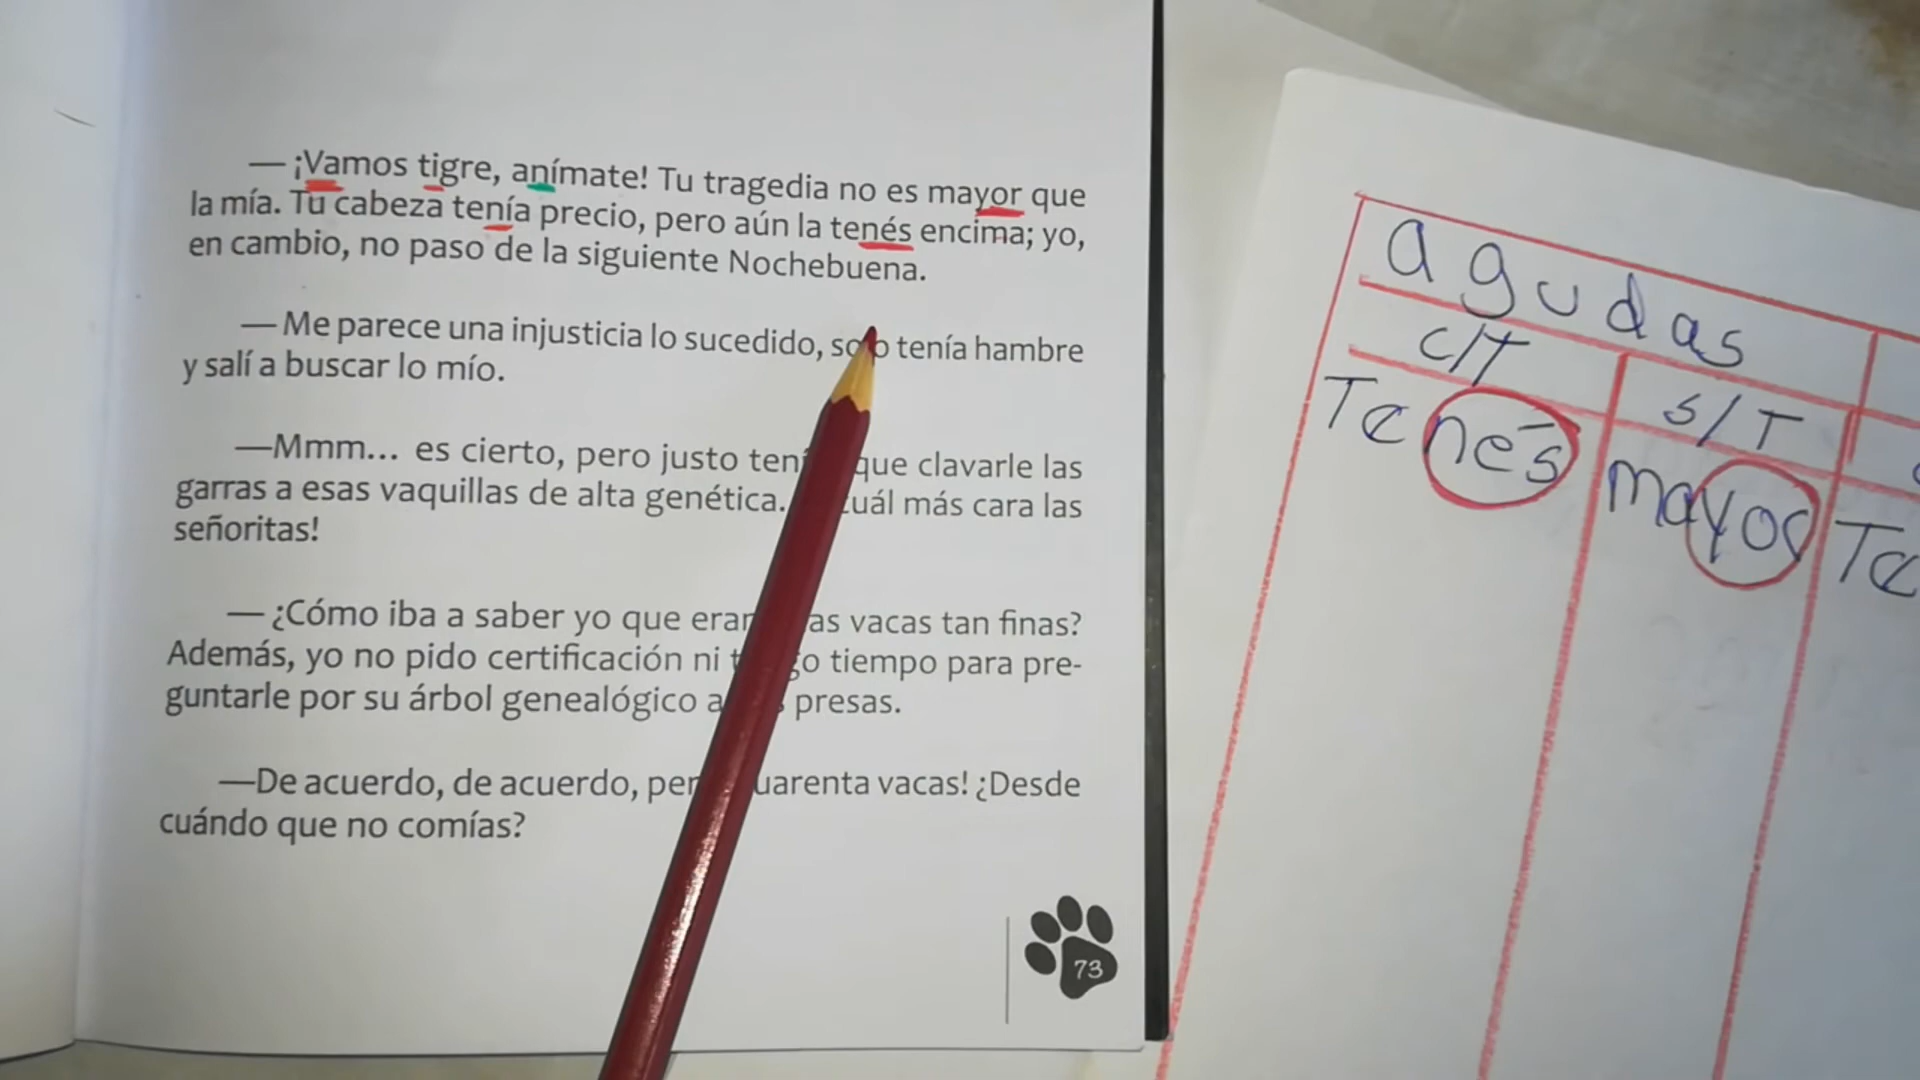 — ¡Vamos tigre, anímate! Tu tragedia no es mayor que
la mía. Tu cabeza tenía precio, pero aún la tenés encima; yo,
en cambio, no paso de la siguiente Nochebuena.
— Me parece una injusticia lo sucedido, solo tenía hambre
y salí a buscar lo mío.
—Mmm... es cierto, pero justo que clavarle las
garras a esas vaquillas de alta genética. más cara las
señoritas!
— ¿Cómo iba a saber yo que eran vacas tan finas?
Además, yo no pido certificación ni tiempo para pre-
guntarle por su árbol genealógico a presas.
—De acuerdo, de acuerdo, vacas! ¿Desde
cuándo que no comías?
73
agudas
c/T
s/T
Tenés
mayor
Te